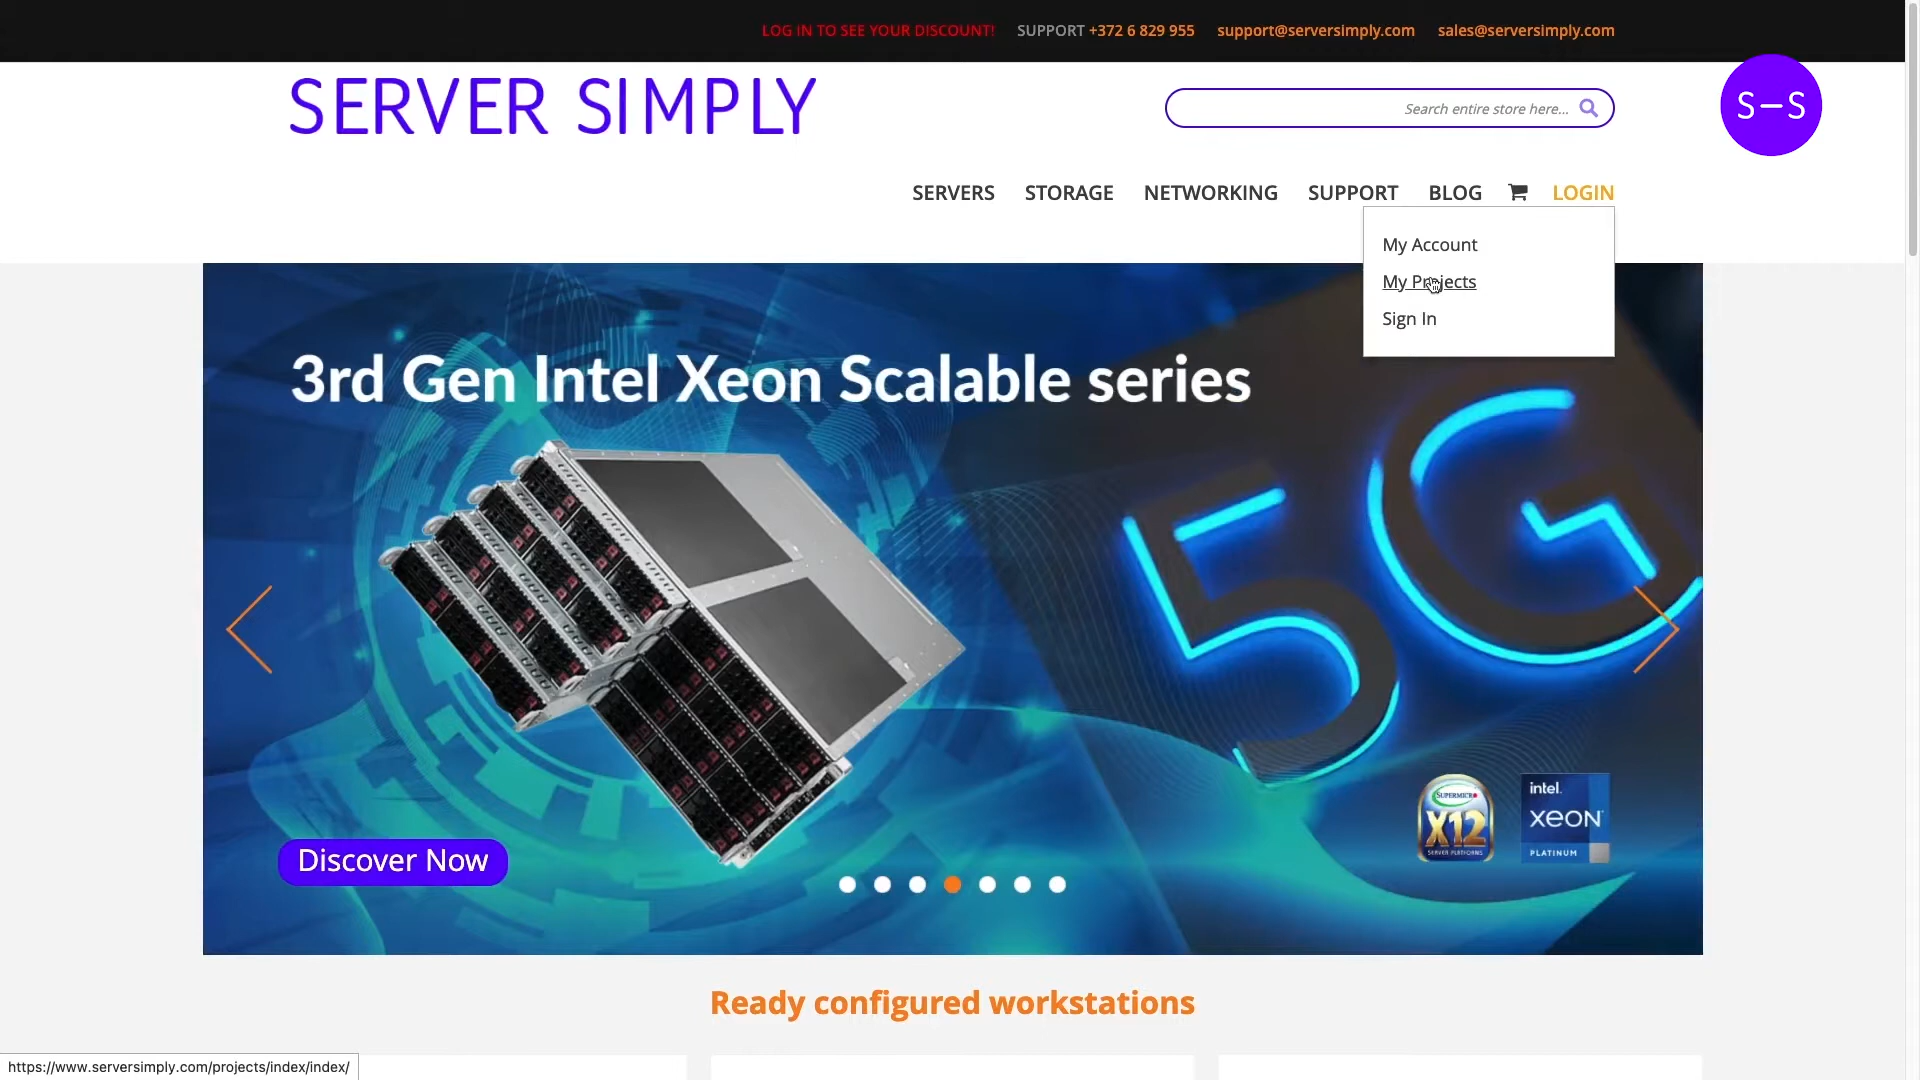 LOG IN TO SEE YOUR DISCOUNT! SUPPORT +372 6 829 955 support@serversimply.com sales@serversimply.com
SERVER SIMPLY
Search entire store here...
S-S
SERVERS STORAGE NETWORKING SUPPORT BLOG LOGIN
My Account
My Projects
Sign In
3rd Gen Intel Xeon Scalable series
5G
SUPERMICRO
X12
SERVER PLATFORMS
intel.
XEON
PLATINUM
Discover Now
Ready configured workstations
https://www.serversimply.com/projects/index/index/